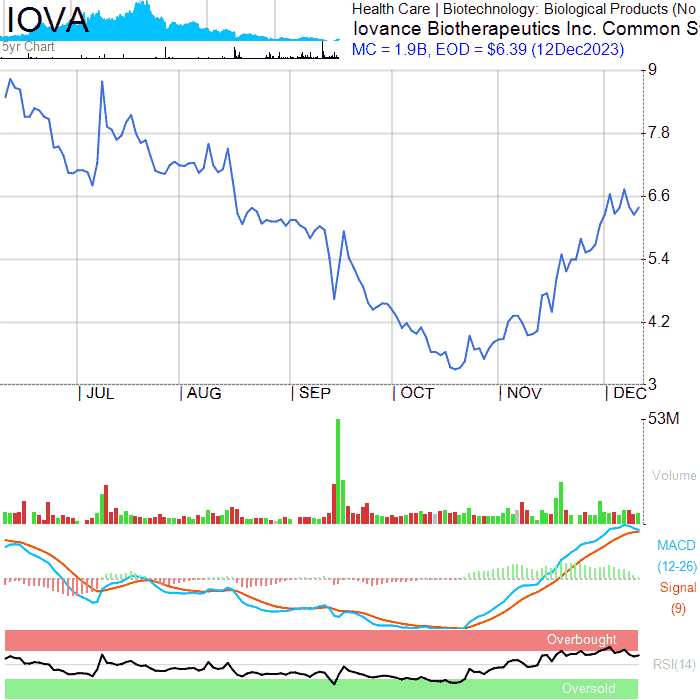 IOVA
5yr Chart
Health Care | Biotechnology: Biological Products (No
Iovance Biotherapeutics Inc. Common S
MC = 1.9B, EOD = $6.39 (12Dec2023)
9
7.8
6.6
5.4
4.2
3
| JUL | AUG | SEP | OCT | NOV | DEC
53M
Volume
MACD
(12-26)
Signal
(9)
Overbought
RSI(14)
Oversold